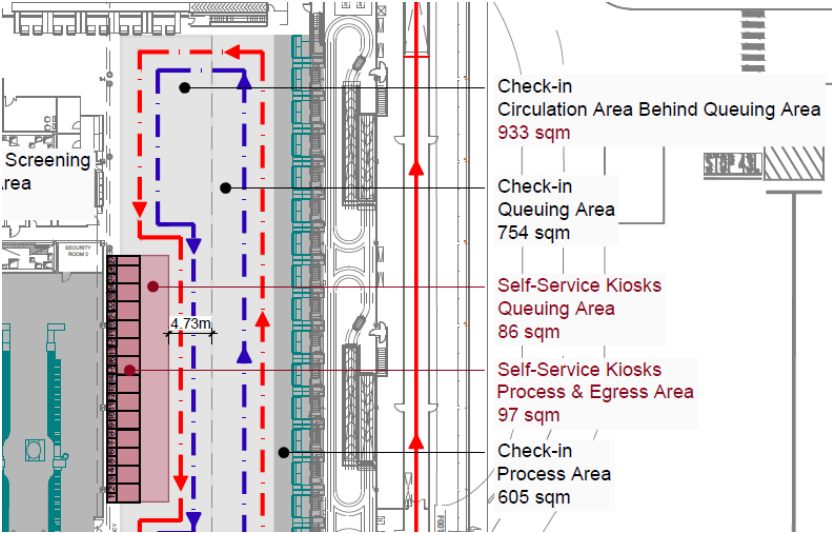 Check-in
Circulation Area Behind Queuing Area
933 sqm
Screening
rea
Check-in
Queuing Area
754 sqm
STOP 43L
SECURITY
ROOM 2
Self-Service Kiosks
Queuing Area
86 sqm
4.73m
Self-Service Kiosks
Process & Egress Area
97 sqm
Check-in
Process Area
605 sqm